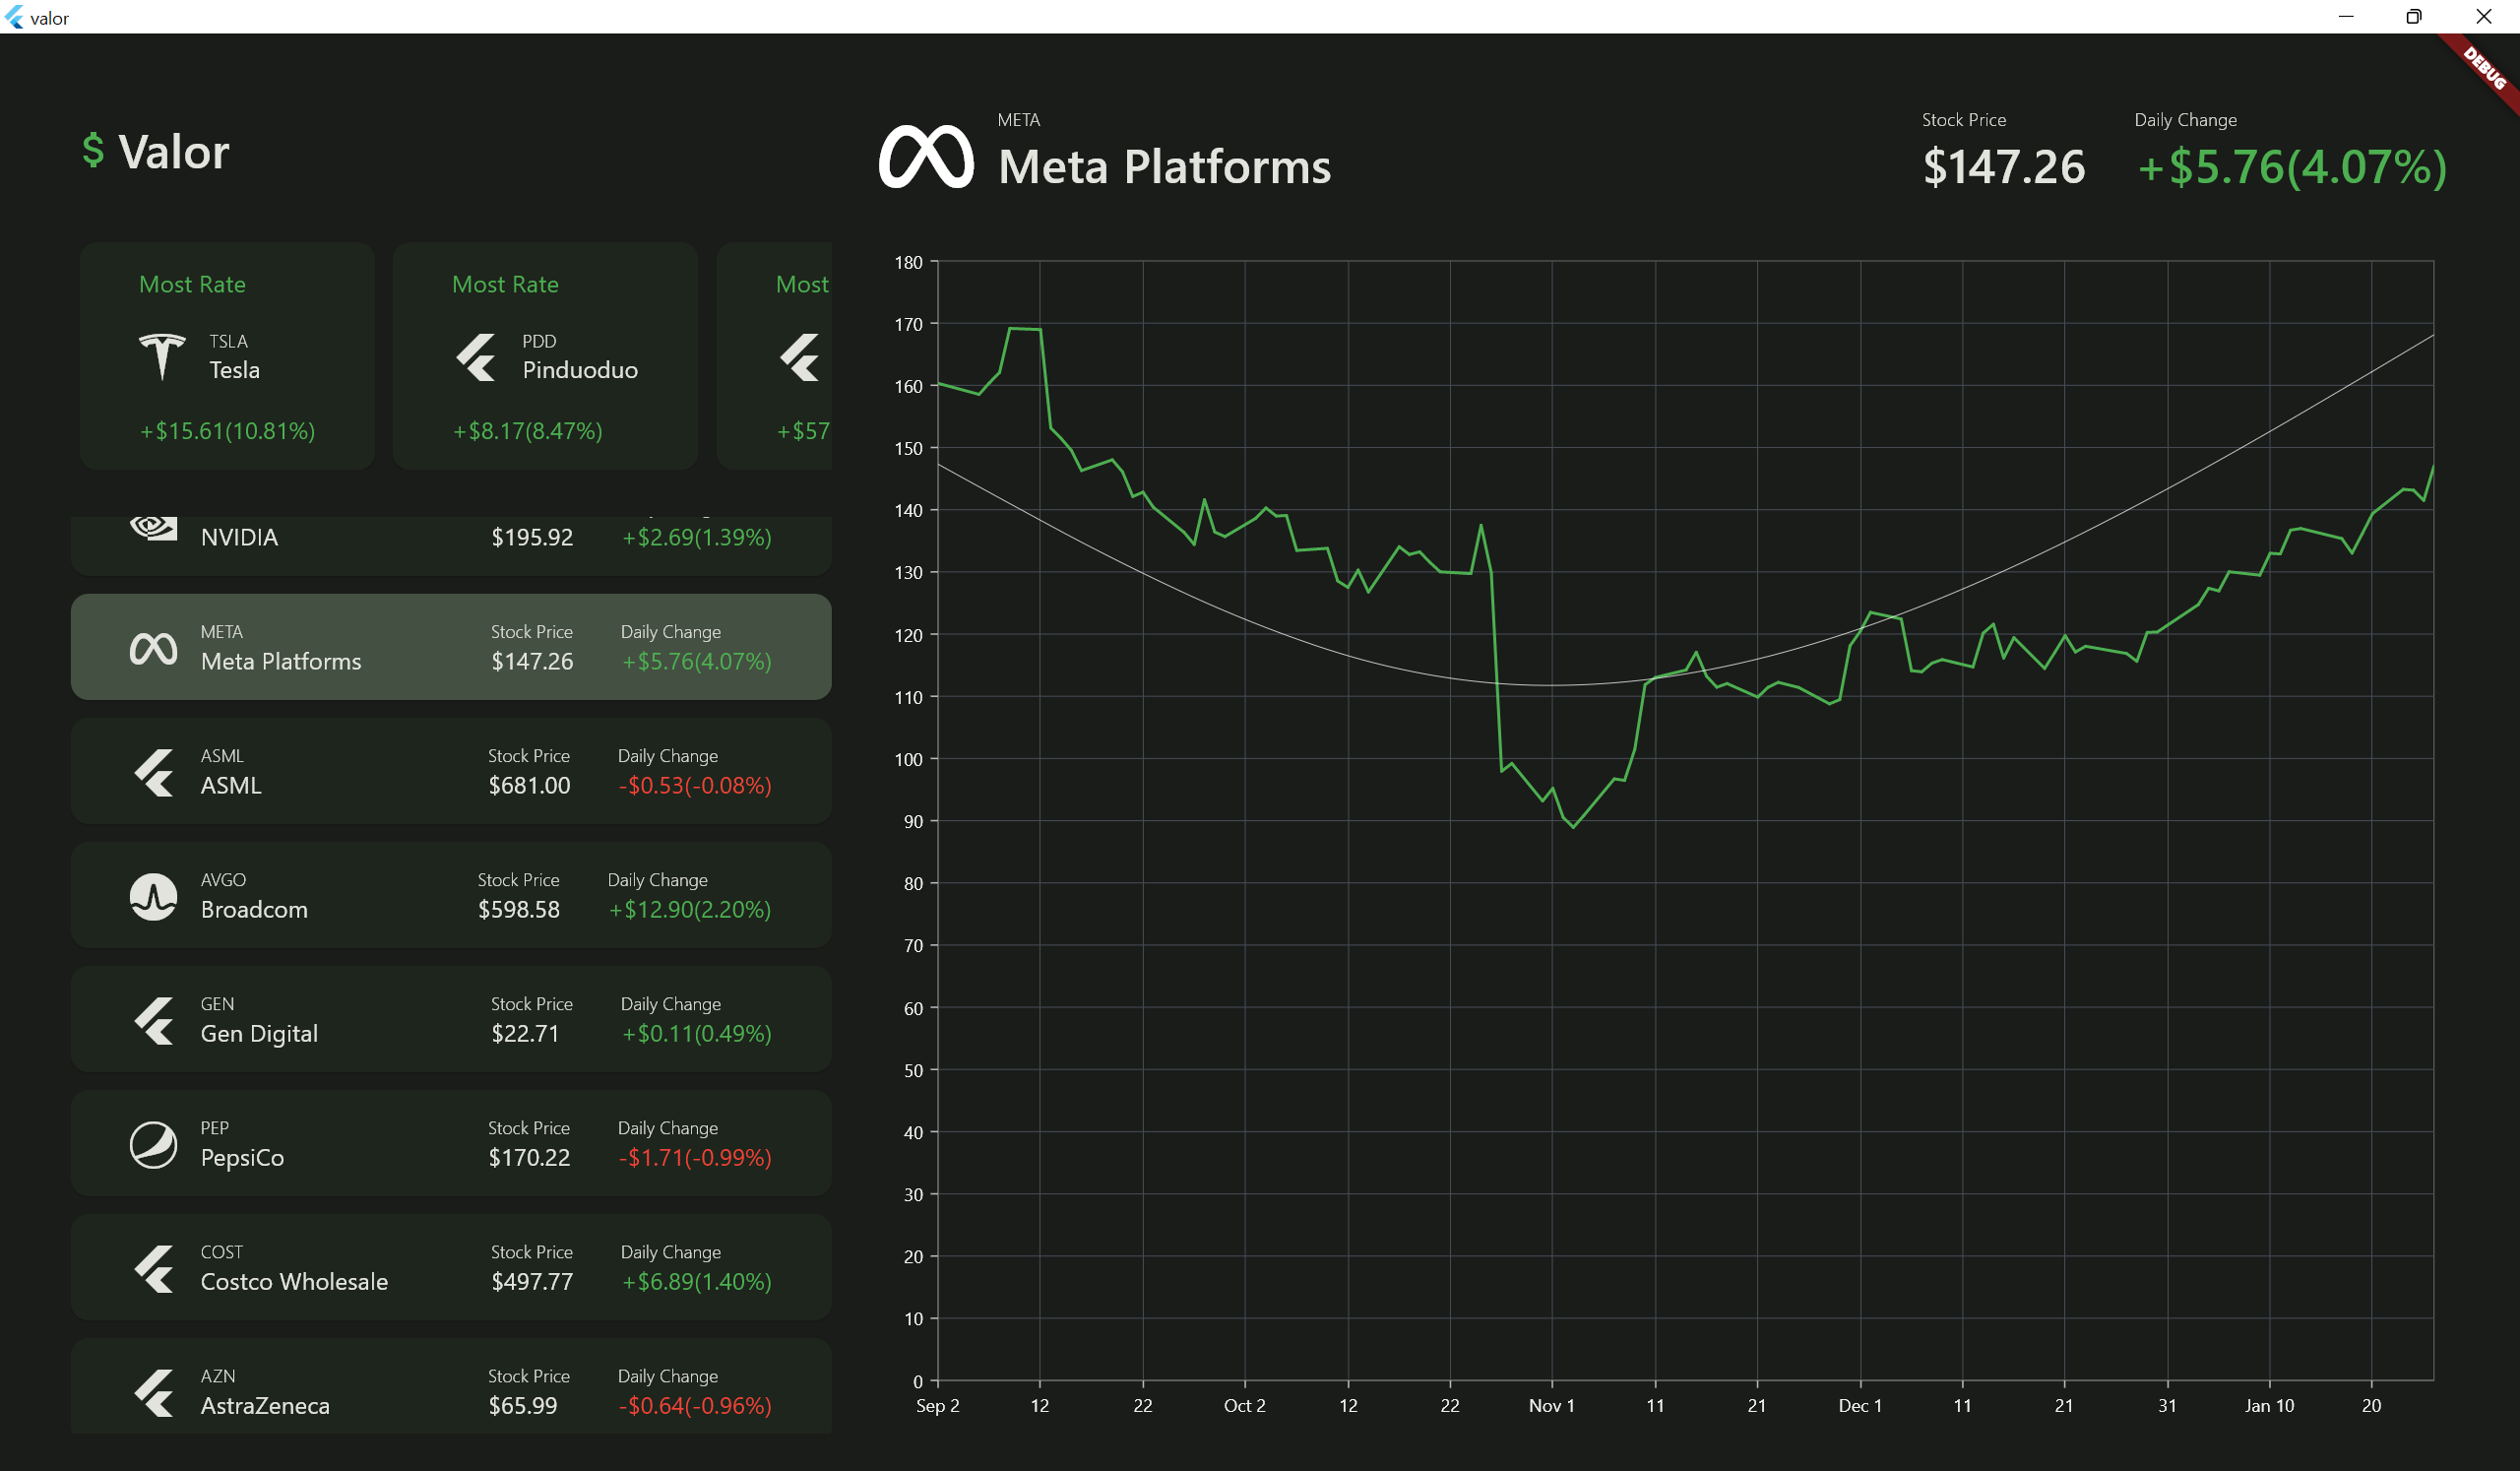 valor
DEBUG
$ Valor
META
Meta Platforms
Stock Price
$147.26
Daily Change
+$5.76(4.07%)
Most Rate
TSLA
Tesla
+$15.61(10.81%)
Most Rate
PDD
Pinduoduo
+$8.17(8.47%)
Most
+$57
NVIDIA
$195.92
+$2.69(1.39%)
META
Meta Platforms
Stock Price
$147.26
Daily Change
+$5.76(4.07%)
ASML
ASML
Stock Price
$681.00
Daily Change
-$0.53(-0.08%)
AVGO
Broadcom
Stock Price
$598.58
Daily Change
+$12.90(2.20%)
GEN
Gen Digital
Stock Price
$22.71
Daily Change
+$0.11(0.49%)
PEP
PepsiCo
Stock Price
$170.22
Daily Change
-$1.71(-0.99%)
COST
Costco Wholesale
Stock Price
$497.77
Daily Change
+$6.89(1.40%)
AZN
AstraZeneca
Stock Price
$65.99
Daily Change
-$0.64(-0.96%)
180
170
160
150
140
130
120
110
100
90
80
70
60
50
40
30
20
10
0
Sep 2 12 22 Oct 2 12 22 Nov 1 11 21 Dec 1 11 21 31 Jan 10 20